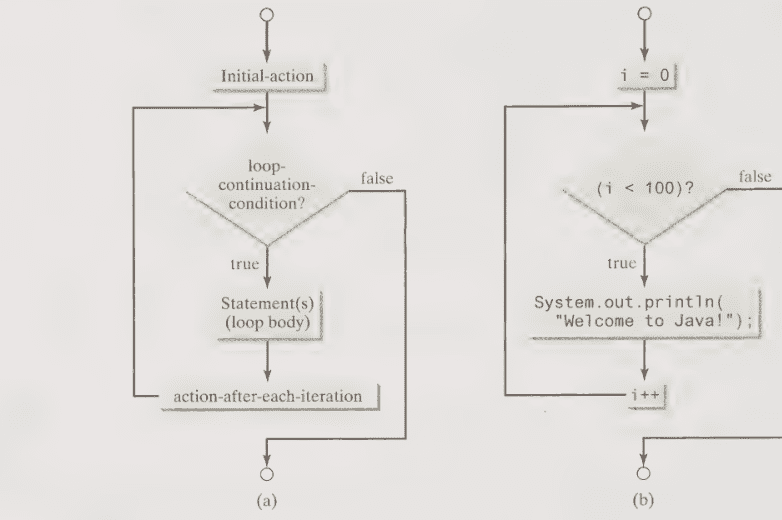 Initial-action
loop-
continuation-
condition?
false
true
Statement(s)
(loop body)
action-after-each-iteration
(a)
i = 0
(i < 100)?
false
true
System.out.println(
"Welcome to Java!");
i++
(b)